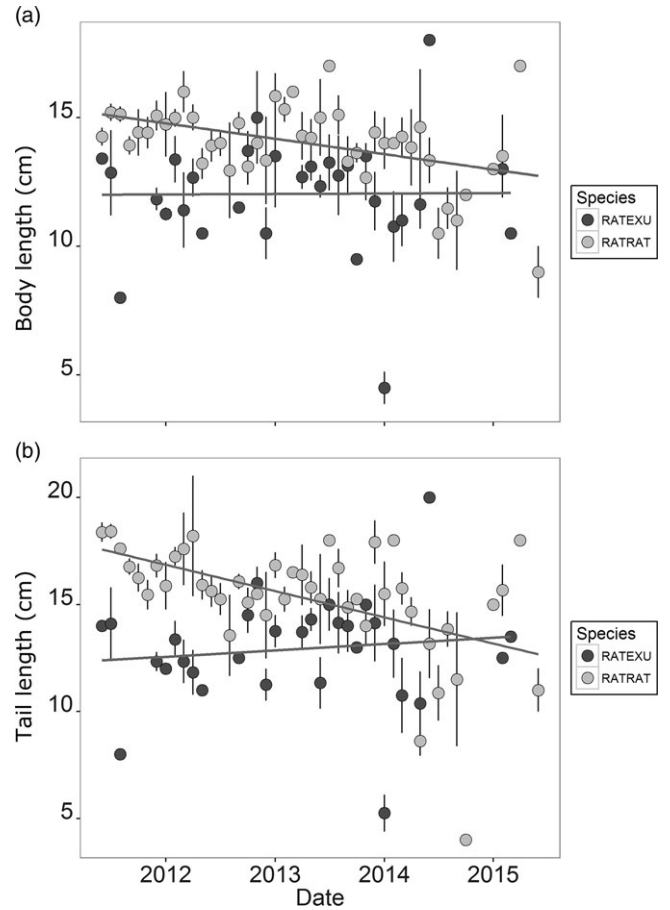 (a)
15
10
5
Body length (cm)
Species
RATEXU
RATRAT
(b)
20
15
10
5
Tail length (cm)
Species
RATEXU
RATRAT
2012 2013 2014 2015
Date